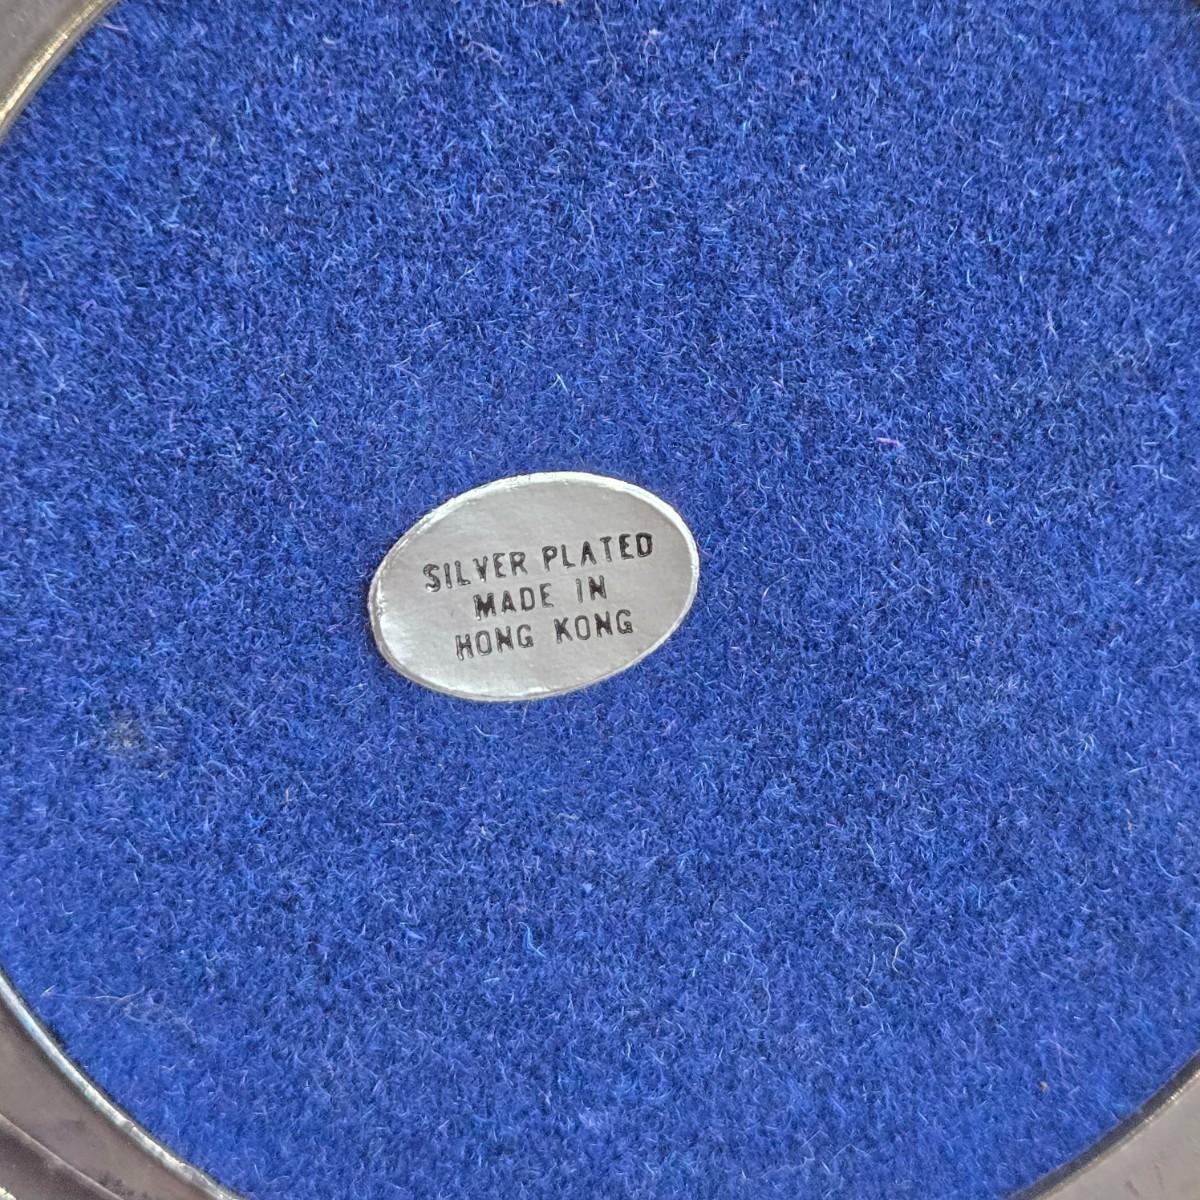 SILVER PLATED
MADE IN
HONG KONG